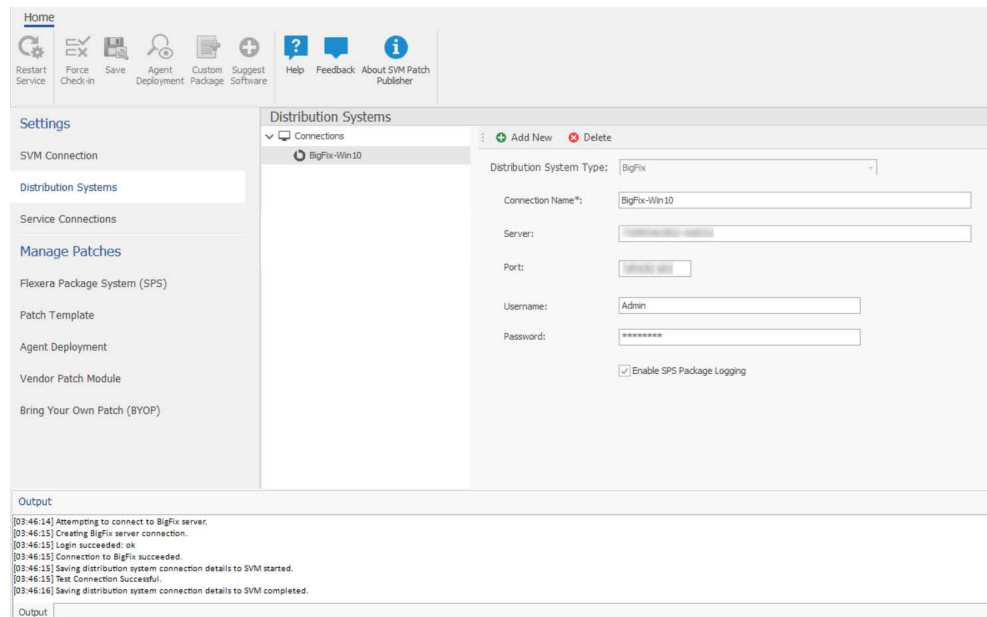 Home
Restart Service
Force Check-in
Save
Agent Deployment
Custom Package
Suggest Software
Help
Feedback
About SVM Patch Publisher
Settings
SVM Connection
Distribution Systems
Service Connections
Manage Patches
Flexera Package System (SPS)
Patch Template
Agent Deployment
Vendor Patch Module
Bring Your Own Patch (BYOP)
Distribution Systems
Connections
BigFix-Win10
Add New
Delete
Distribution System Type: BigFix
Connection Name*: BigFix-Win10
Server:
Port:
Username: Admin
Password: ********
Enable SPS Package Logging
Output
[03:46:14] Attempting to connect to BigFix server.
[03:46:15] Creating BigFix server connection.
[03:46:15] Login succeeded: ok
[03:46:15] Connection to BigFix succeeded.
[03:46:15] Saving distribution system connection details to SVM started.
[03:46:15] Test Connection Successful.
[03:46:16] Saving distribution system connection details to SVM completed.
Output